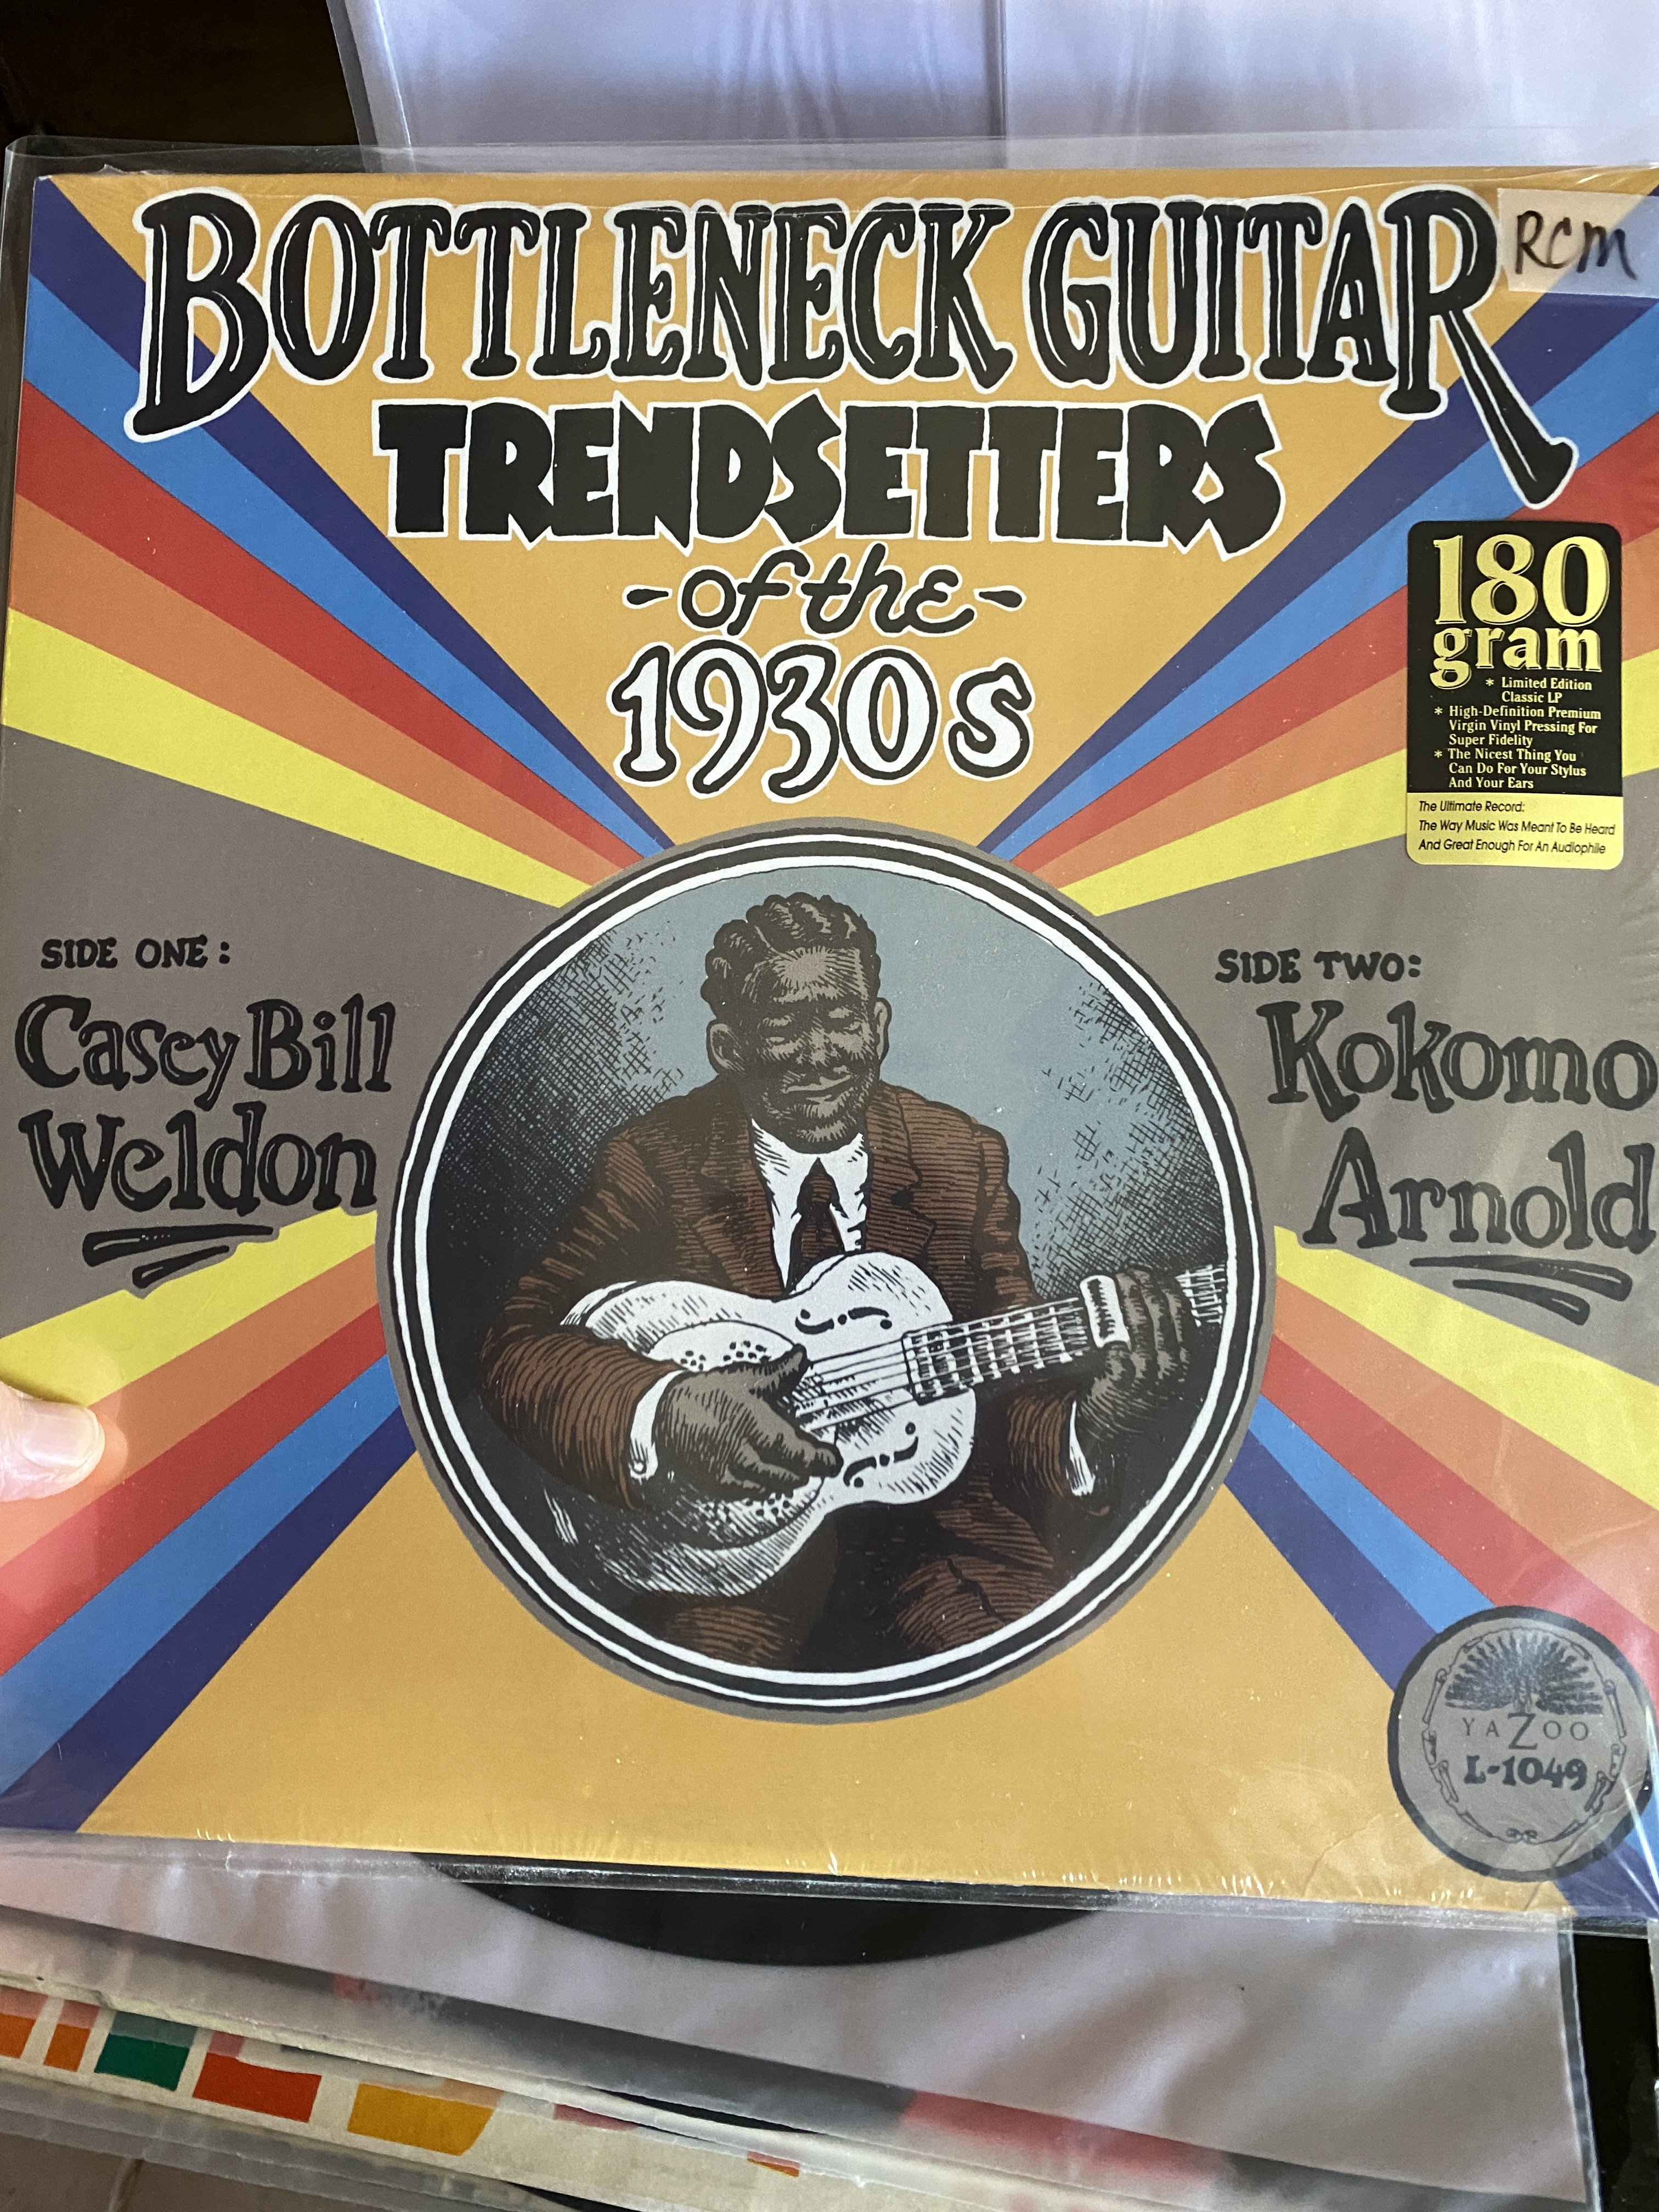 BOTTLENECK GUITAR
RCM
TRENDSETTERS
-of the-
1930s
180
gram
* Limited Edition
Classic LP
* High-Definition Premium
Virgin Vinyl Pressing For
Super Fidelity
* The Nicest Thing You
Can Do For Your Stylus
And Your Ears
The Ultimate Record:
The Way Music Was Meant To Be Heard
And Great Enough For An Audiophile
SIDE ONE:
Casey Bill
Weldon
SIDE TWO:
Kokomo
Arnold
YAZOO
L-1049